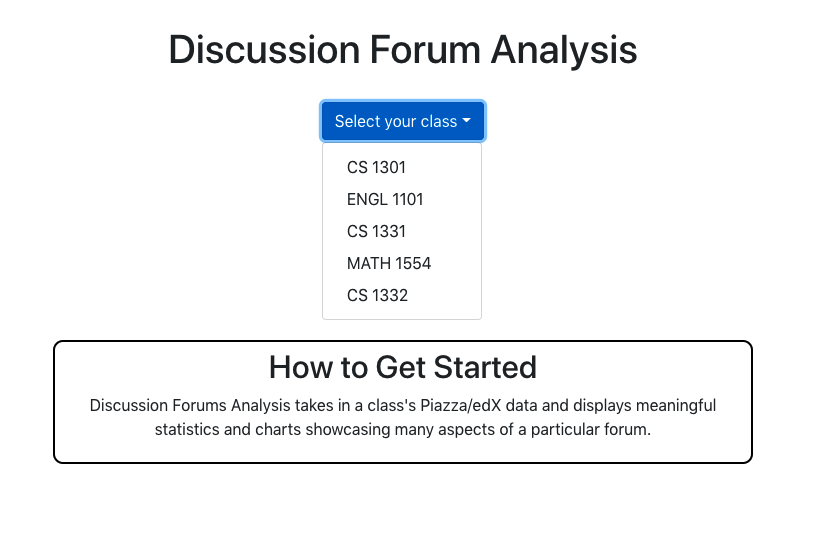 Discussion Forum Analysis
Select your class
CS 1301
ENGL 1101
CS 1331
MATH 1554
CS 1332
How to Get Started
Discussion Forums Analysis takes in a class's Piazza/edX data and displays meaningful
statistics and charts showcasing many aspects of a particular forum.